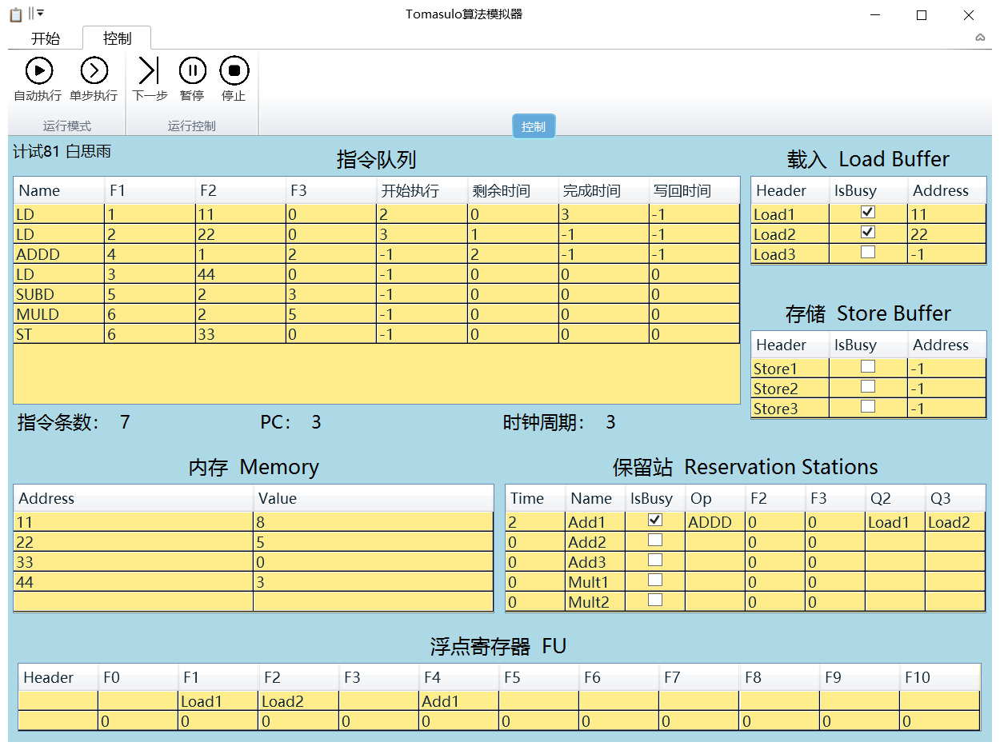 Tomasulo算法模拟器
开始 控制
自动执行 单步执行 下一步 暂停 停止
运行模式 运行控制
控制
计试81 白思雨
指令队列
Name F1 F2 F3 开始执行 剩余时间 完成时间 写回时间
LD 1 11 0 2 0 3 -1
LD 2 22 0 3 1 -1 -1
ADDD 4 1 2 -1 2 -1 -1
LD 3 44 0 -1 0 0 0
SUBD 5 2 3 -1 0 0 0
MULD 6 2 5 -1 0 0 0
ST 6 33 0 -1 0 0 0
指令条数： 7 PC： 3 时钟周期： 3
载入 Load Buffer
Header IsBusy Address
Load1 11
Load2 22
Load3 -1
存储 Store Buffer
Header IsBusy Address
Store1 -1
Store2 -1
Store3 -1
内存 Memory
Address Value
11 8
22 5
33 0
44 3
保留站 Reservation Stations
Time Name IsBusy Op F2 F3 Q2 Q3
2 Add1 ADDD 0 0 Load1 Load2
0 Add2 0 0
0 Add3 0 0
0 Mult1 0 0
0 Mult2 0 0
浮点寄存器 FU
Header F0 F1 F2 F3 F4 F5 F6 F7 F8 F9 F10
Load1 Load2 Add1
0 0 0 0 0 0 0 0 0 0 0